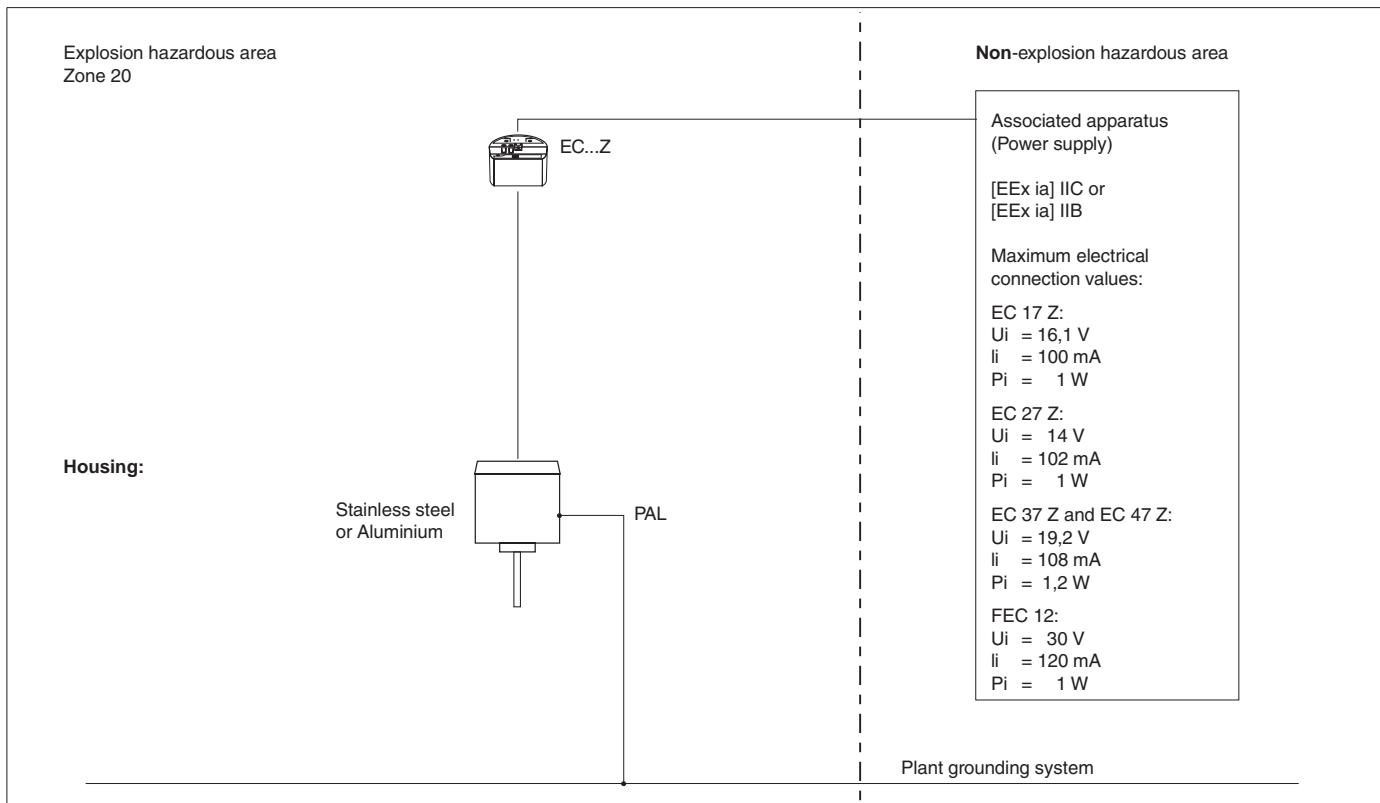 Explosion hazardous area
Zone 20
Non-explosion hazardous area
EC...Z
Associated apparatus
(Power supply)
[EEx ia] IIC or
[EEx ia] IIB
Maximum electrical
connection values:
EC 17 Z:
Ui = 16,1 V
Ii = 100 mA
Pi = 1 W
EC 27 Z:
Ui = 14 V
Ii = 102 mA
Pi = 1 W
EC 37 Z and EC 47 Z:
Ui = 19,2 V
Ii = 108 mA
Pi = 1,2 W
FEC 12:
Ui = 30 V
Ii = 120 mA
Pi = 1 W
Housing:
Stainless steel
or Aluminium
PAL
Plant grounding system